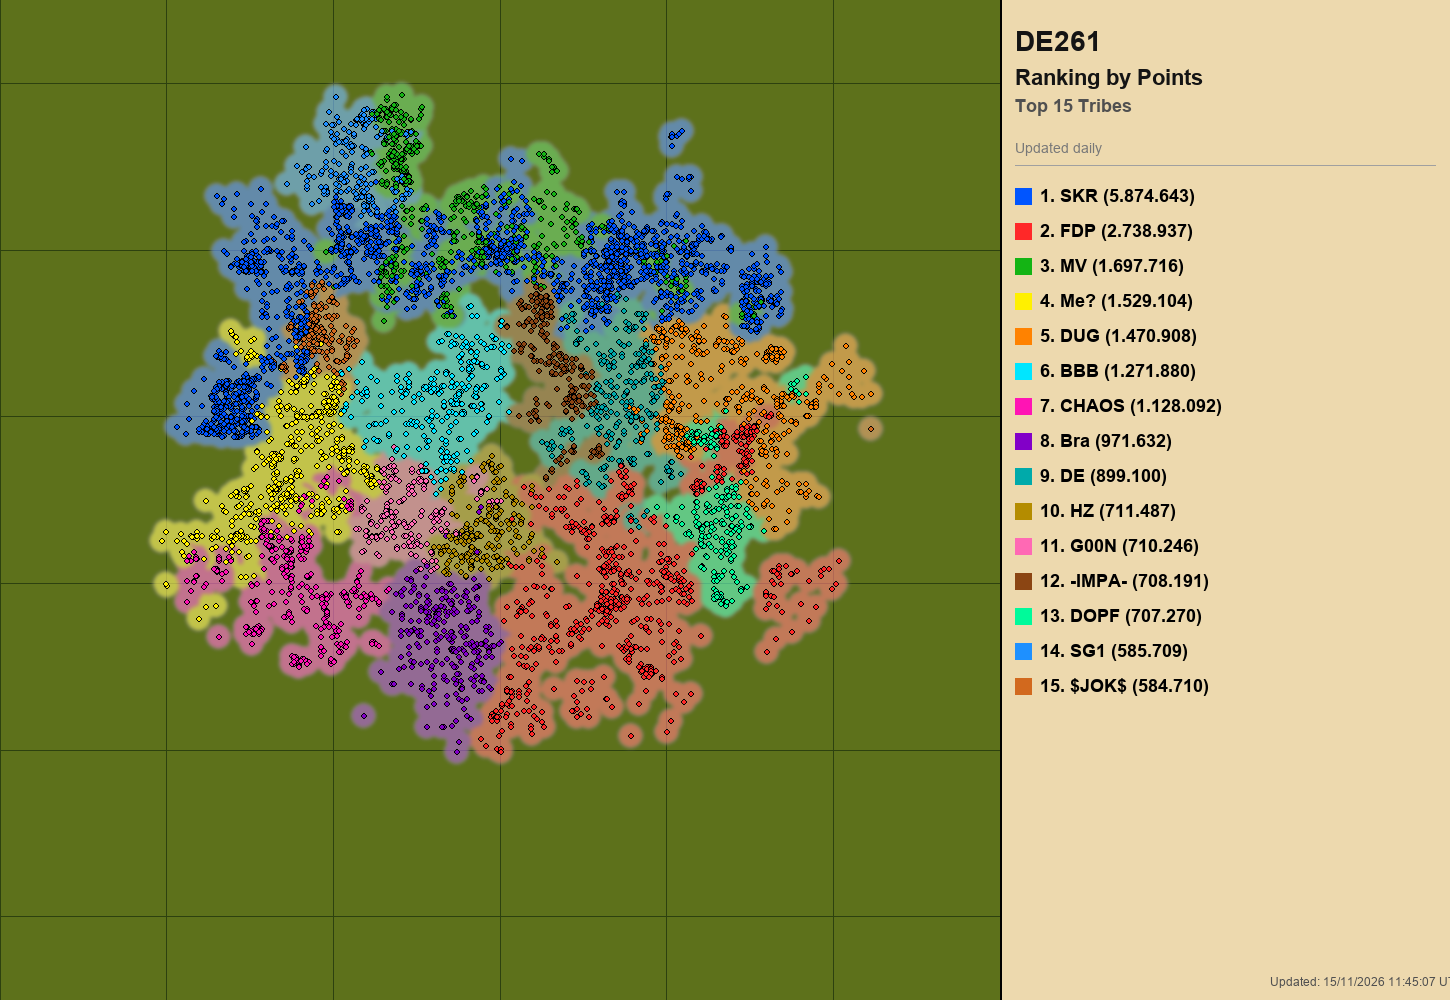 DE261
Ranking by Points
Top 15 Tribes
Updated daily
1. SKR (5.874.643)
2. FDP (2.738.937)
3. MV (1.697.716)
4. Me? (1.529.104)
5. DUG (1.470.908)
6. BBB (1.271.880)
7. CHAOS (1.128.092)
8. Bra (971.632)
9. DE (899.100)
10. HZ (711.487)
11. G00N (710.246)
12. -IMPA- (708.191)
13. DOPF (707.270)
14. SG1 (585.709)
15. $JOK$ (584.710)
Updated: 15/11/2026 11:45:07